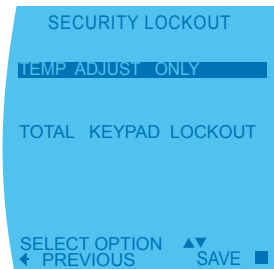 SECURITY LOCKOUT
TEMP ADJUST ONLY
TOTAL KEYPAD LOCKOUT
SELECT OPTION ▲▼
PREVIOUS SAVE